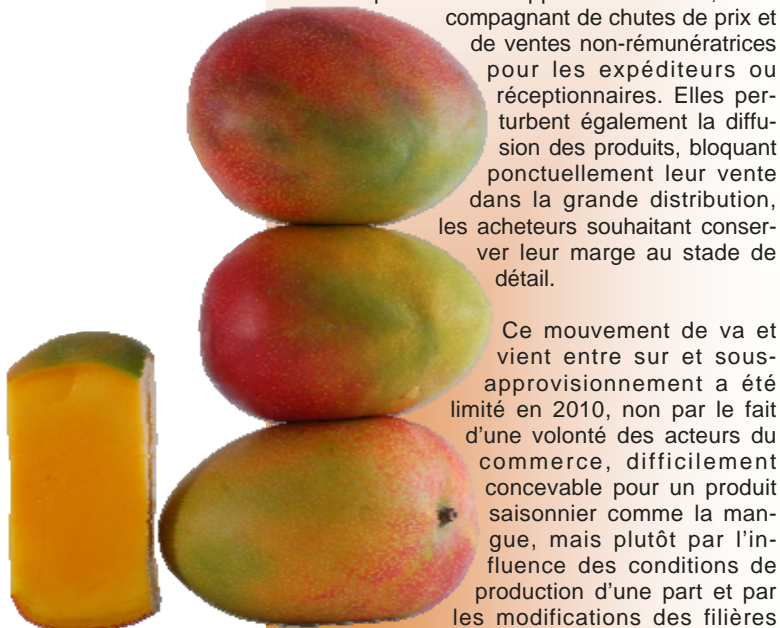 compagnant de chutes de prix et
de ventes non-rémunératrices
pour les expéditeurs ou
réceptionnaires. Elles per-
turbent également la diffu-
sion des produits, bloquant
ponctuellement leur vente
dans la grande distribution,
les acheteurs souhaitant conser-
ver leur marge au stade de
détail.
Ce mouvement de va et
vient entre sur et sous-
approvisionnement a été
limité en 2010, non par le fait
d'une volonté des acteurs du
commerce, difficilement
concevable pour un produit
saisonnier comme la man-
gue, mais plutôt par l'in-
fluence des conditions de
production d'une part et par
les modifications des filières